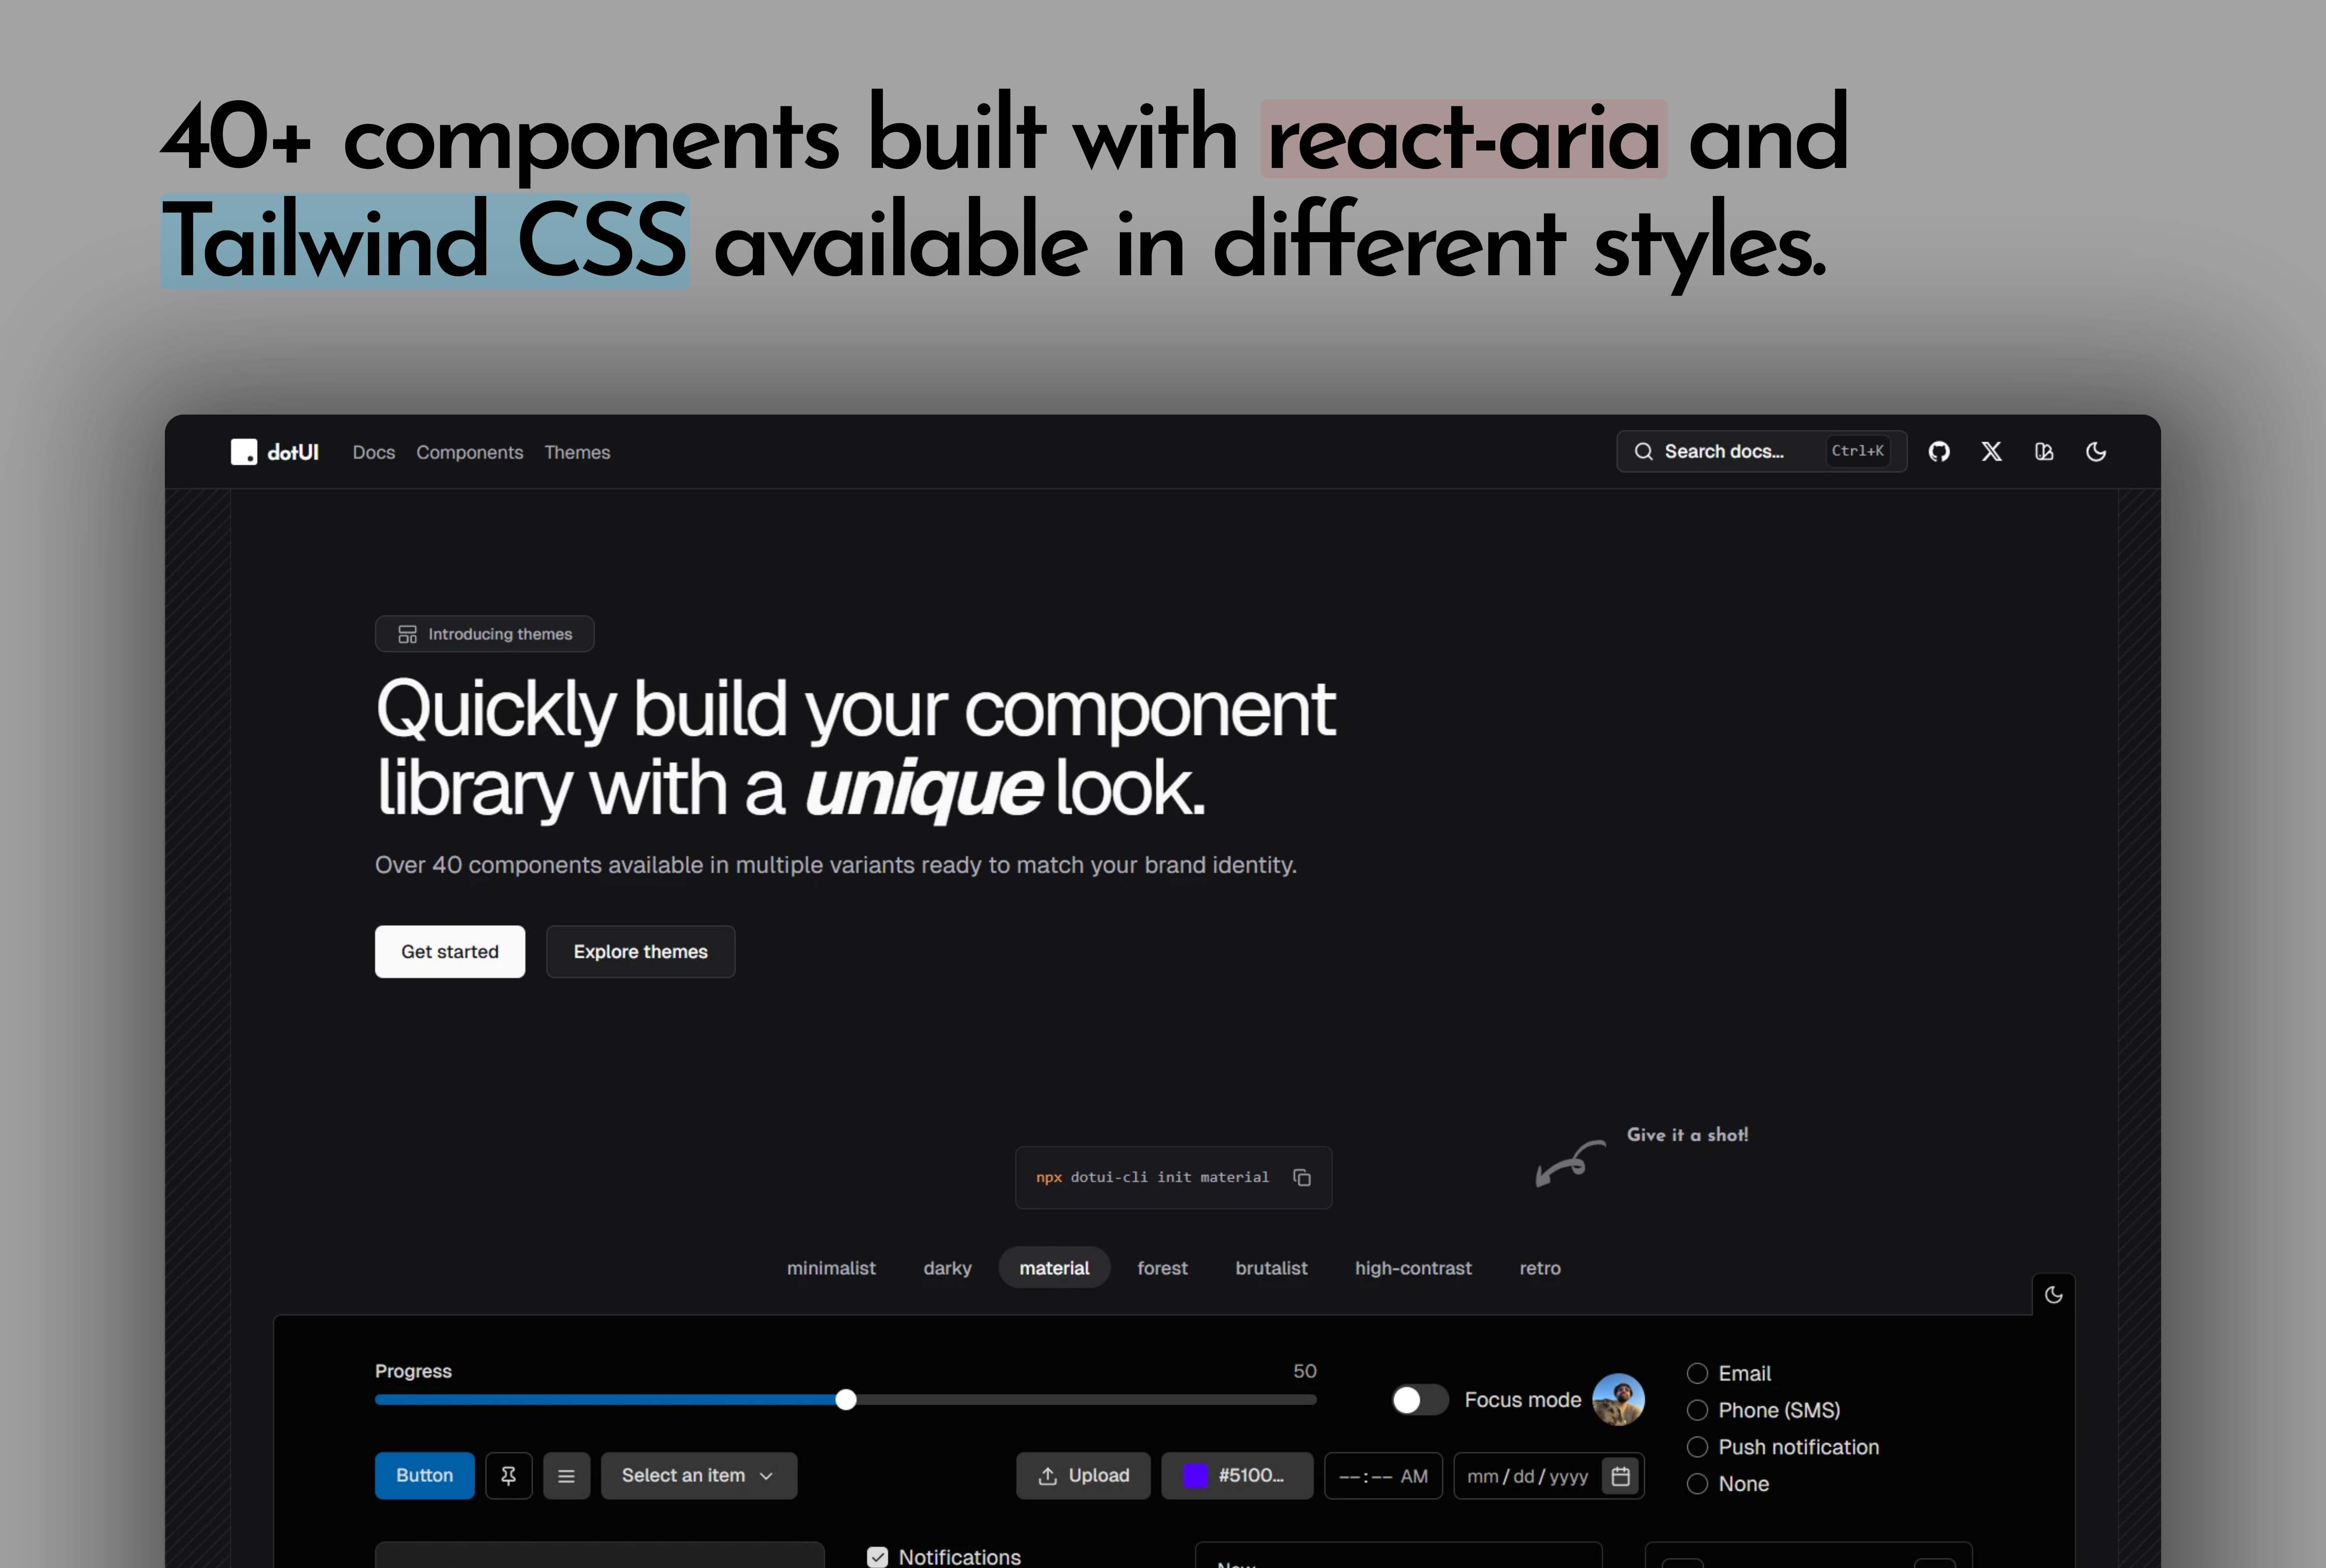 40+ components built with react-aria and
Tailwind CSS available in different styles.
dotUI Docs Components Themes Search docs... Ctrl+K
Introducing themes
Quickly build your component
library with a unique look.
Over 40 components available in multiple variants ready to match your brand identity.
Get started Explore themes
Give it a shot!
npx dotui-cli init material
minimalist darky material forest brutalist high-contrast retro
Progress 50
Focus mode
Email
Phone (SMS)
Push notification
None
Button Select an item Upload #5100... ––:–– AM mm/dd/yyyy
Notifications